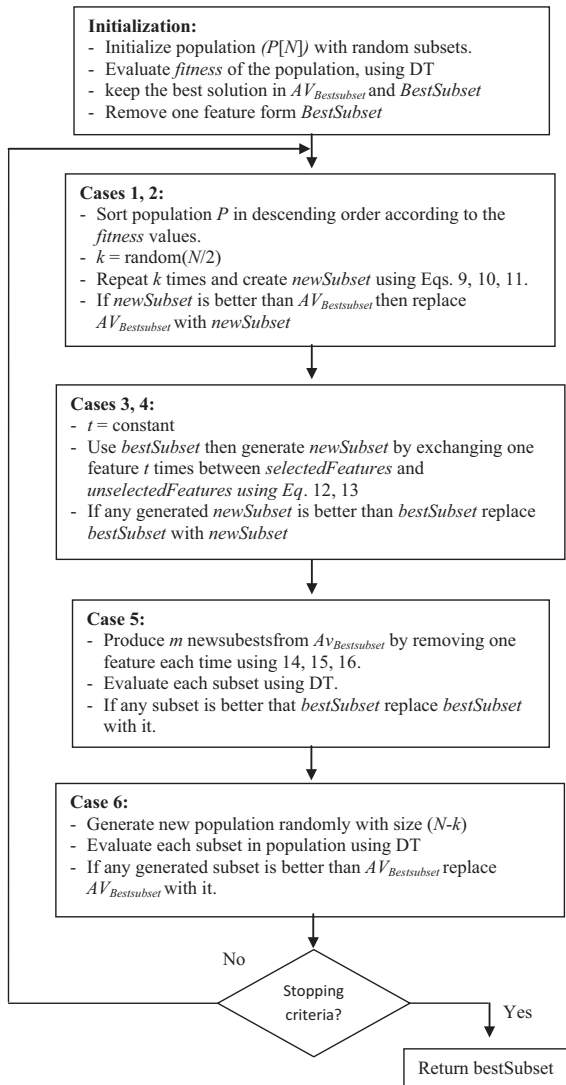 Initialization:
- Initialize population (P[N]) with random subsets.
- Evaluate fitness of the population, using DT
- keep the best solution in AVBestsubset and BestSubset
- Remove one feature form BestSubset
Cases 1, 2:
- Sort population P in descending order according to the
fitness values.
- k = random(N/2)
- Repeat k times and create newSubset using Eqs. 9, 10, 11.
- If newSubset is better than AVBestsubset then replace
AVBestsubset with newSubset
Cases 3, 4:
- t = constant
- Use bestSubset then generate newSubset by exchanging one
feature t times between selectedFeatures and
unselectedFeatures using Eq. 12, 13
- If any generated newSubset is better than bestSubset replace
bestSubset with newSubset
Case 5:
- Produce m newsubestsfrom AvBestsubset by removing one
feature each time using 14, 15, 16.
- Evaluate each subset using DT.
- If any subset is better that bestSubset replace bestSubset
with it.
Case 6:
- Generate new population randomly with size (N-k)
- Evaluate each subset in population using DT
- If any generated subset is better than AVBestsubset replace
AVBestsubset with it.
No
Stopping
criteria?
Yes
Return bestSubset